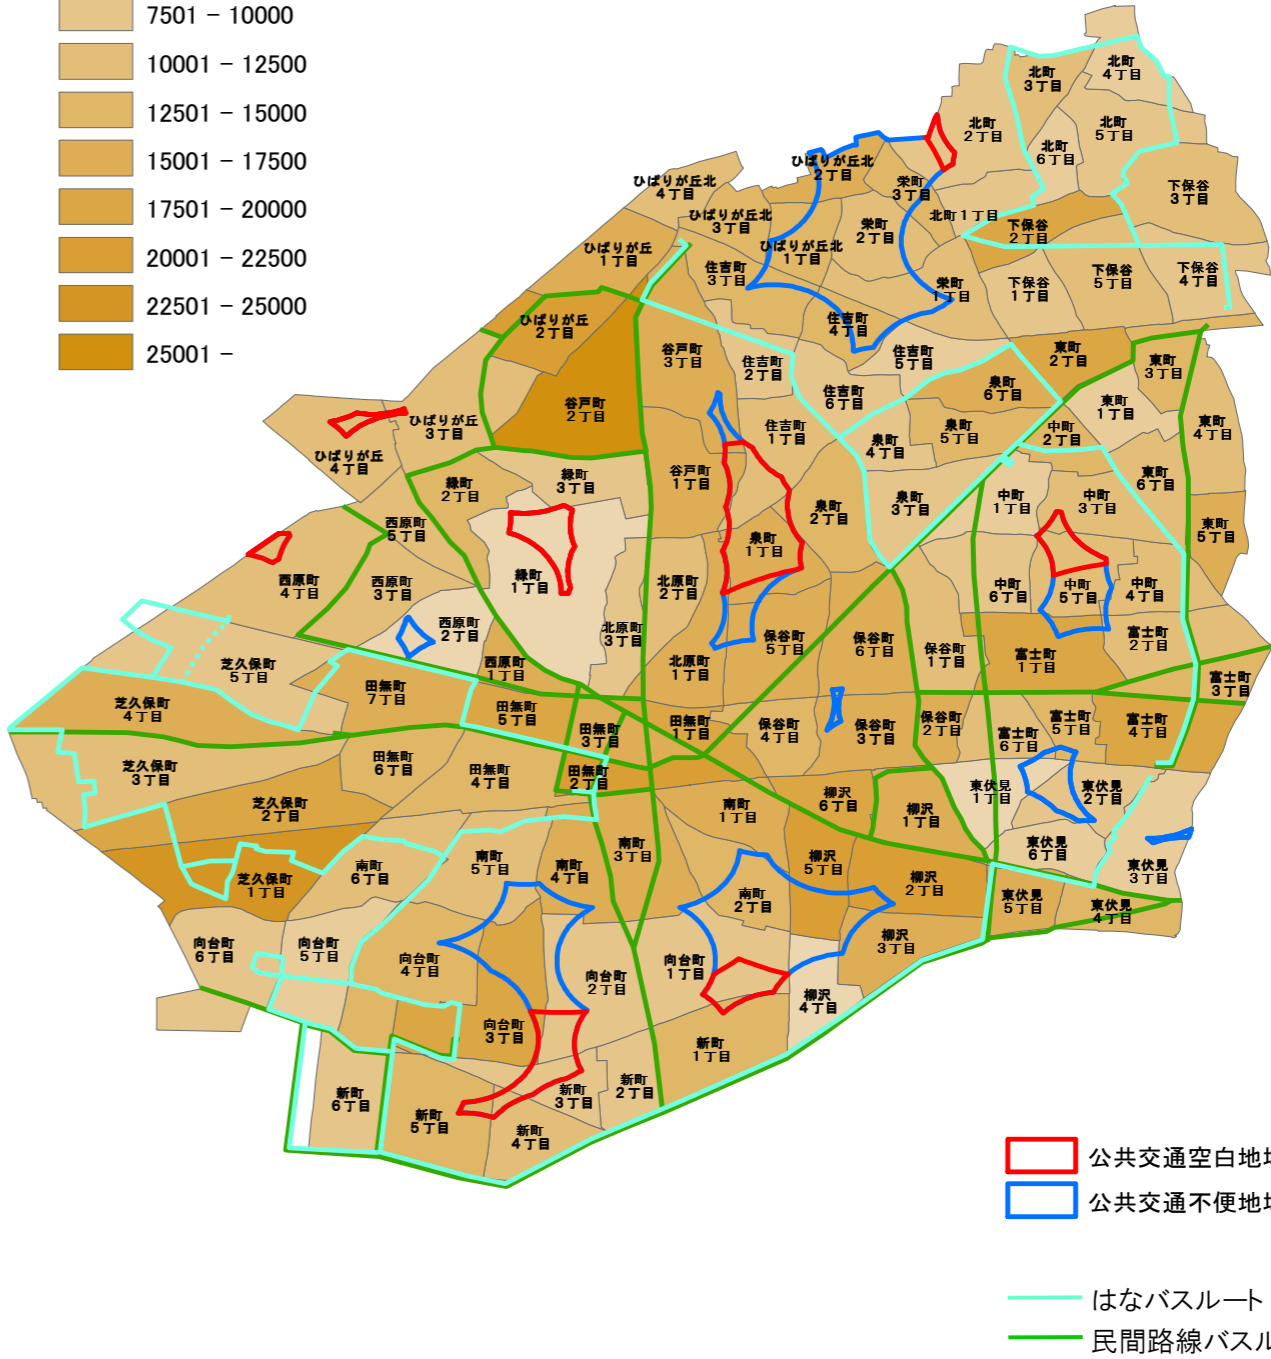 7501 - 10000
10001 - 12500
12501 - 15000
15001 - 17500
17501 - 20000
20001 - 22500
22501 - 25000
25001 -
北町
4丁目
北町
3丁目
北町
2丁目
北町
5丁目
北町
6丁目
ひばりが丘北
2丁目
ひばりが丘北
4丁目
栄町
3丁目
下保谷
3丁目
ひばりが丘北
3丁目
北町1丁目
栄町
2丁目
下保谷
2丁目
ひばりが丘
1丁目
ひばりが丘北
1丁目
住吉町
3丁目
栄町
1丁目
下保谷
1丁目
下保谷
5丁目
下保谷
4丁目
ひばりが丘
2丁目
住吉町
4丁目
谷戸町
3丁目
住吉町
2丁目
住吉町
5丁目
東町
2丁目
東町
3丁目
住吉町
6丁目
泉町
6丁目
谷戸町
2丁目
東町
1丁目
東町
4丁目
ひばりが丘
3丁目
住吉町
1丁目
泉町
5丁目
中町
2丁目
泉町
4丁目
ひばりが丘
4丁目
谷戸町
1丁目
緑町
3丁目
緑町
2丁目
東町
6丁目
泉町
3丁目
中町
1丁目
中町
3丁目
泉町
2丁目
西原町
5丁目
東町
5丁目
泉町
1丁目
西原町
4丁目
西原町
3丁目
緑町
1丁目
北原町
2丁目
中町
6丁目
中町
5丁目
中町
4丁目
西原町
2丁目
北原町
3丁目
保谷町
5丁目
保谷町
6丁目
保谷町
1丁目
富士町
2丁目
芝久保町
5丁目
西原町
1丁目
北原町
1丁目
富士町
1丁目
富士町
3丁目
田無町
7丁目
芝久保町
4丁目
田無町
5丁目
田無町
3丁目
田無町
1丁目
保谷町
4丁目
保谷町
3丁目
保谷町
2丁目
富士町
6丁目
富士町
5丁目
富士町
4丁目
芝久保町
3丁目
田無町
6丁目
田無町
4丁目
田無町
2丁目
芝久保町
2丁目
南町
1丁目
柳沢
6丁目
柳沢
1丁目
東伏見
1丁目
東伏見
2丁目
南町
3丁目
東伏見
6丁目
東伏見
3丁目
芝久保町
1丁目
南町
6丁目
南町
5丁目
南町
4丁目
柳沢
5丁目
柳沢
2丁目
南町
2丁目
東伏見
5丁目
東伏見
4丁目
向台町
6丁目
向台町
5丁目
向台町
4丁目
柳沢
3丁目
向台町
1丁目
向台町
2丁目
柳沢
4丁目
向台町
3丁目
新町
1丁目
新町
6丁目
新町
5丁目
新町
3丁目
新町
2丁目
新町
4丁目
公共交通空白地
公共交通不便地
はなバスルート
民間路線バスル